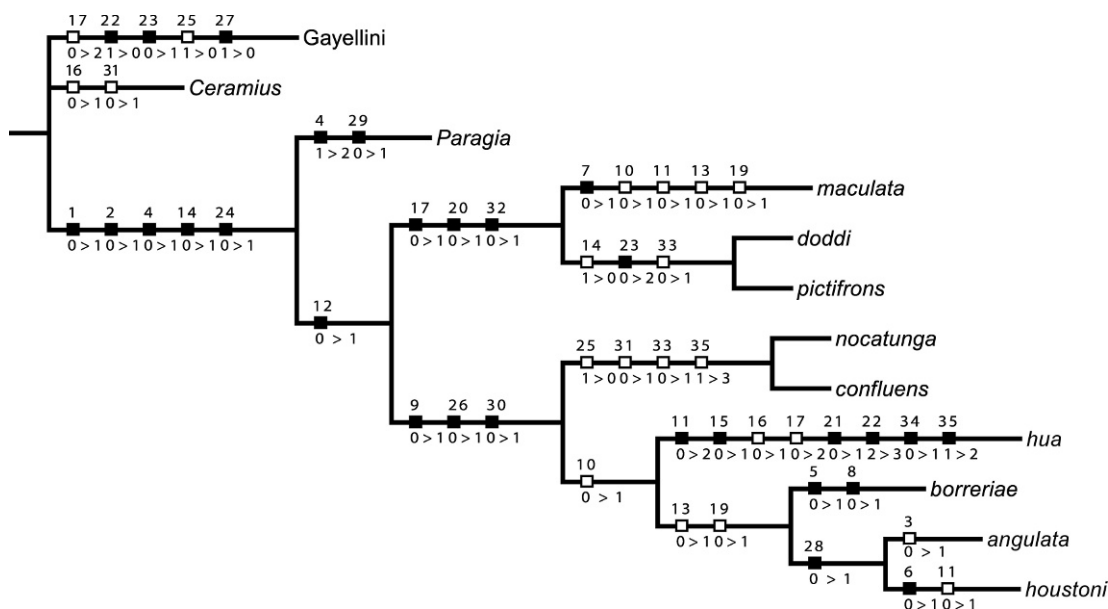 17 22 23 25 27
Gayellini
0 > 2 1 > 0 0 > 1 1 > 0 1 > 0
16 31
Ceramius
0 > 1 0 > 1
4 29
Paragia
1 > 2 0 > 1
7 10 11 13 19
maculata
0 > 1 0 > 1 0 > 1 0 > 1 0 > 1
1 2 4 14 24
0 > 1 0 > 1 0 > 1 0 > 1 0 > 1
17 20 32
0 > 1 0 > 1 0 > 1
doddi
14 23 33
1 > 0 0 > 2 0 > 1
pictifrons
12
0 > 1
nocatunga
25 31 33 35
1 > 0 0 > 1 0 > 1 1 > 3
confluens
9 26 30
0 > 1 0 > 1 0 > 1
11 15 16 17 21 22 34 35
hua
0 > 2 0 > 1 0 > 1 0 > 2 0 > 1 2 > 3 0 > 1 1 > 2
10
0 > 1
5 8
borreriae
0 > 1 0 > 1
13 19
0 > 1 0 > 1
3
angulata
0 > 1
28
0 > 1
6 11
houstoni
0 > 1 0 > 1